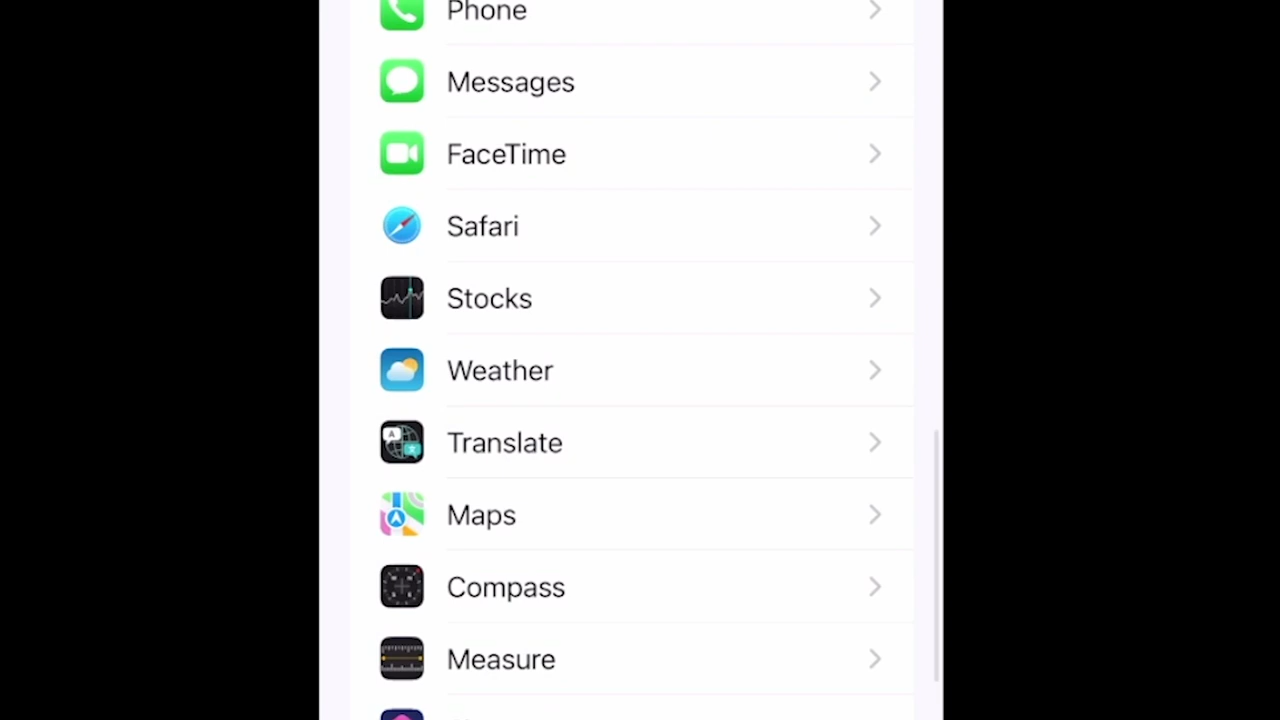 Phone
Messages
FaceTime
Safari
Stocks
Weather
Translate
Maps
Compass
Measure